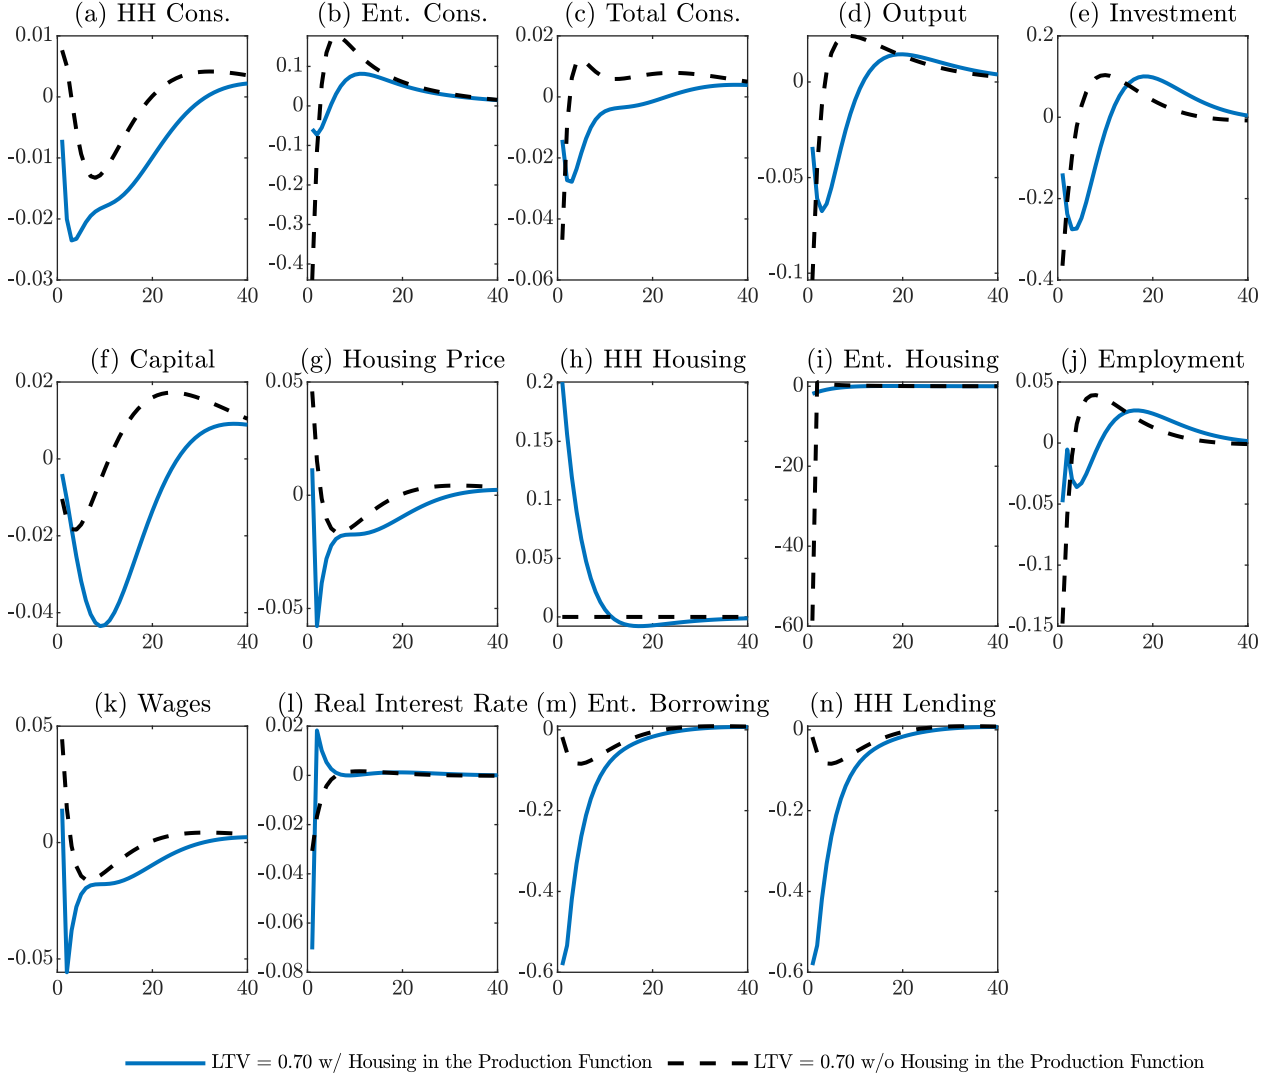 (a) HH Cons.
0.01
0
-0.01
-0.02
-0.03
0 20 40
(b) Ent. Cons.
0.1
0
-0.1
-0.2
-0.3
-0.4
0 20 40
(c) Total Cons.
0.02
0
-0.02
-0.04
-0.06
0 20 40
(d) Output
0
-0.05
-0.1
0 20 40
(e) Investment
0.2
0
-0.2
-0.4
0 20 40
(f) Capital
0.02
0
-0.02
-0.04
0 20 40
(g) Housing Price
0.05
0
-0.05
0 20 40
(h) HH Housing
0.2
0.15
0.1
0.05
0
0 20 40
(i) Ent. Housing
0
-20
-40
-60
0 20 40
(j) Employment
0.05
0
-0.05
-0.1
-0.15
0 20 40
(k) Wages
0.05
0
-0.05
0 20 40
(l) Real Interest Rate
0.02
0
-0.02
-0.04
-0.06
-0.08
0 20 40
(m) Ent. Borrowing
0
-0.2
-0.4
-0.6
0 20 40
(n) HH Lending
0
-0.2
-0.4
-0.6
0 20 40
LTV = 0.70 w/ Housing in the Production Function
LTV = 0.70 w/o Housing in the Production Function